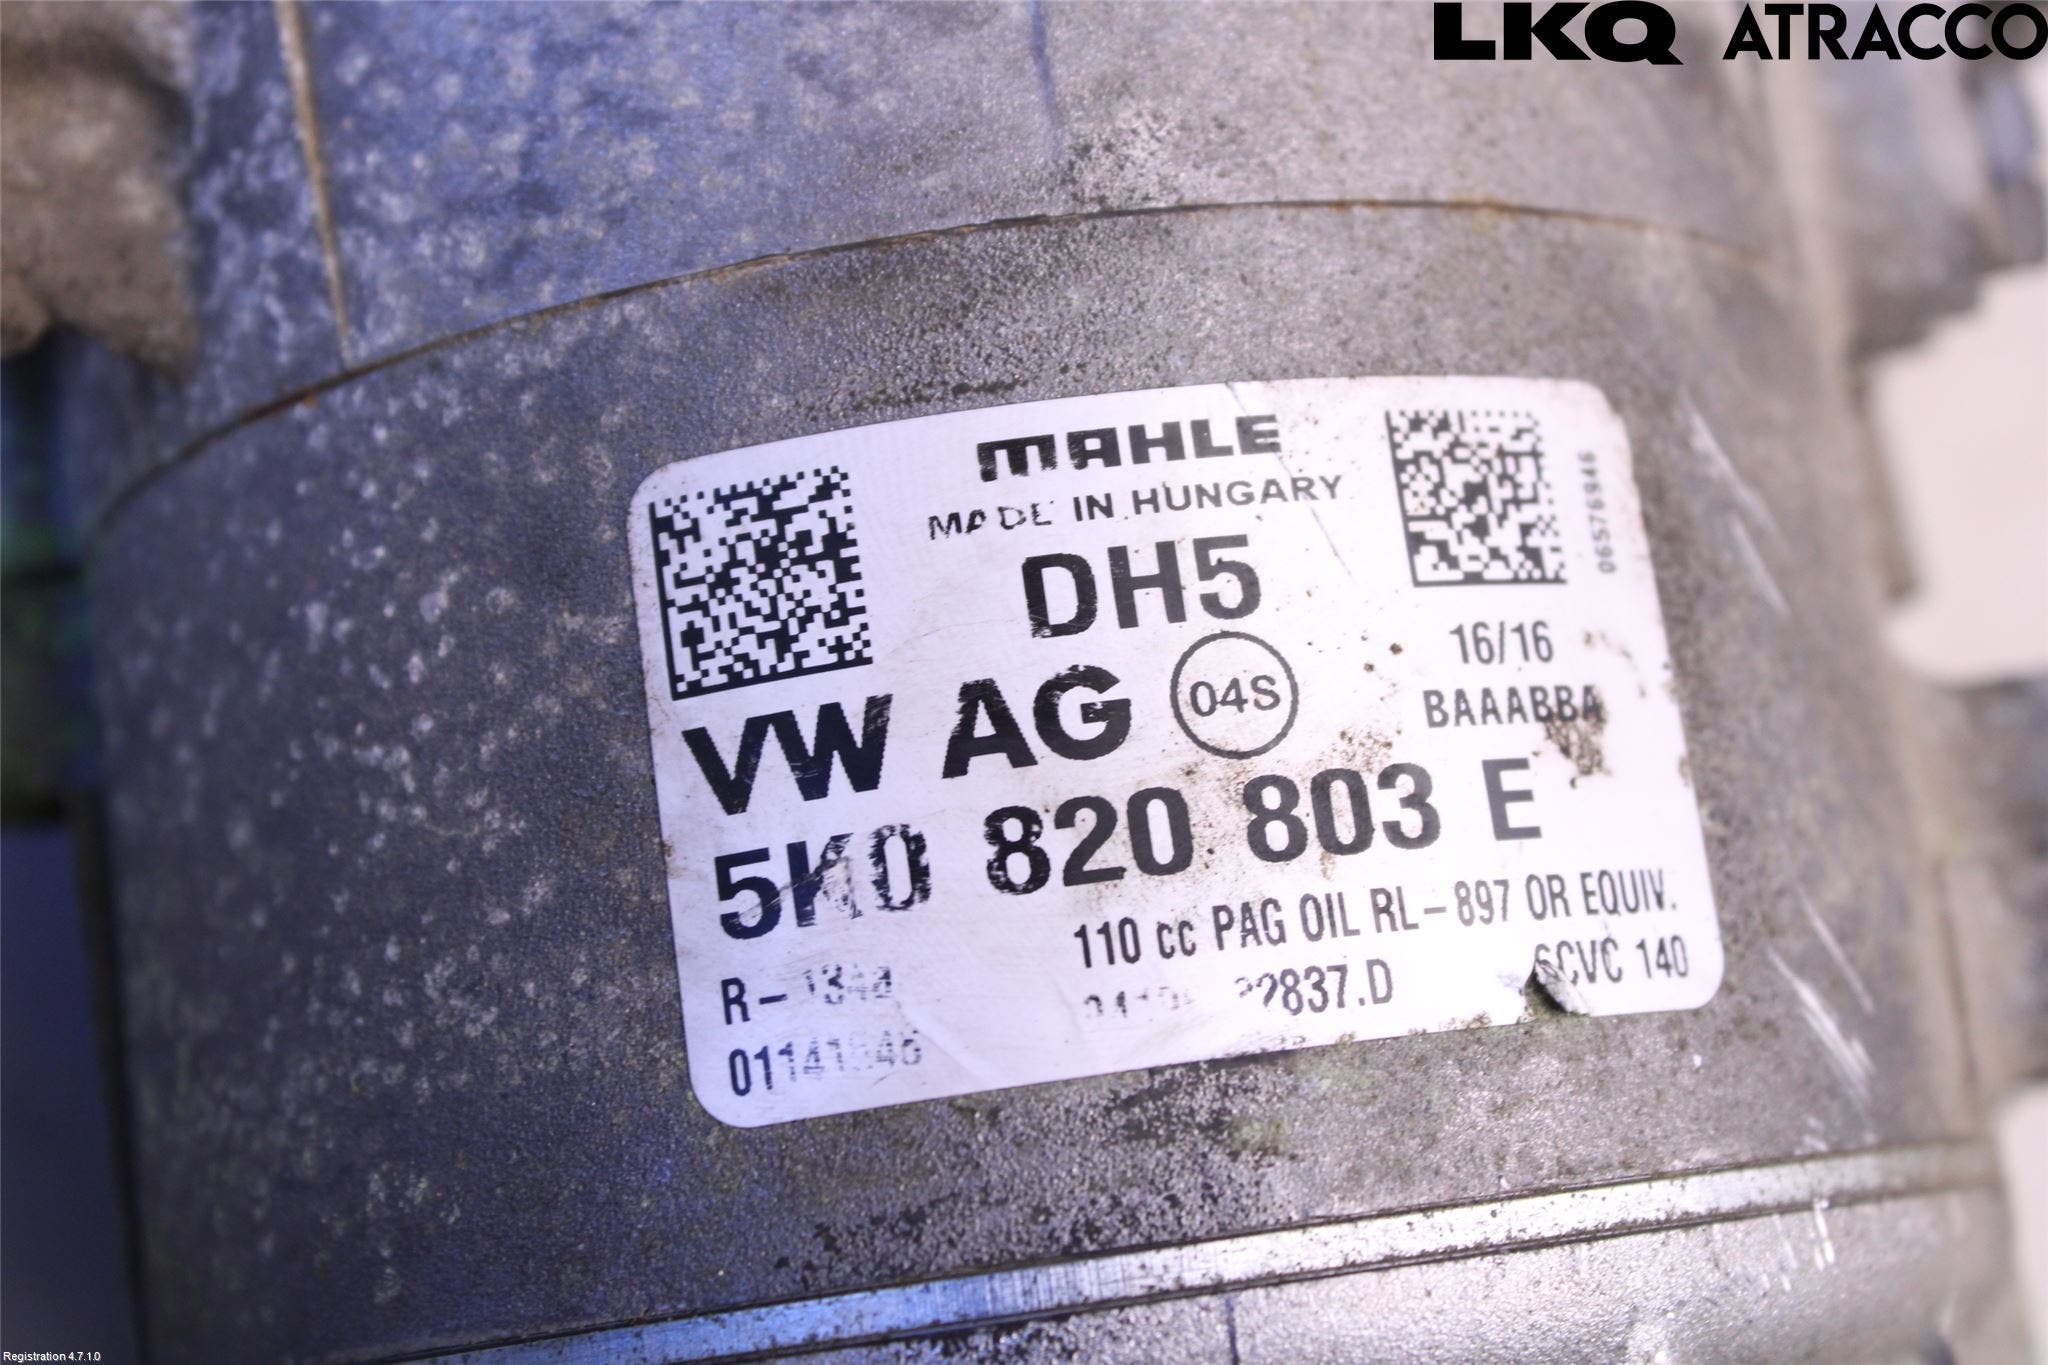 LKQ ATRACCO
MAHLE
MADE IN HUNGARY
DH5
06576946
16/16
BAAABBA
VW AG 04S
5K0 820 803 E
110 cc PAG OIL RL-897 OR EQUIV.
R-
6CVC 140
Registration 4.7.1.0